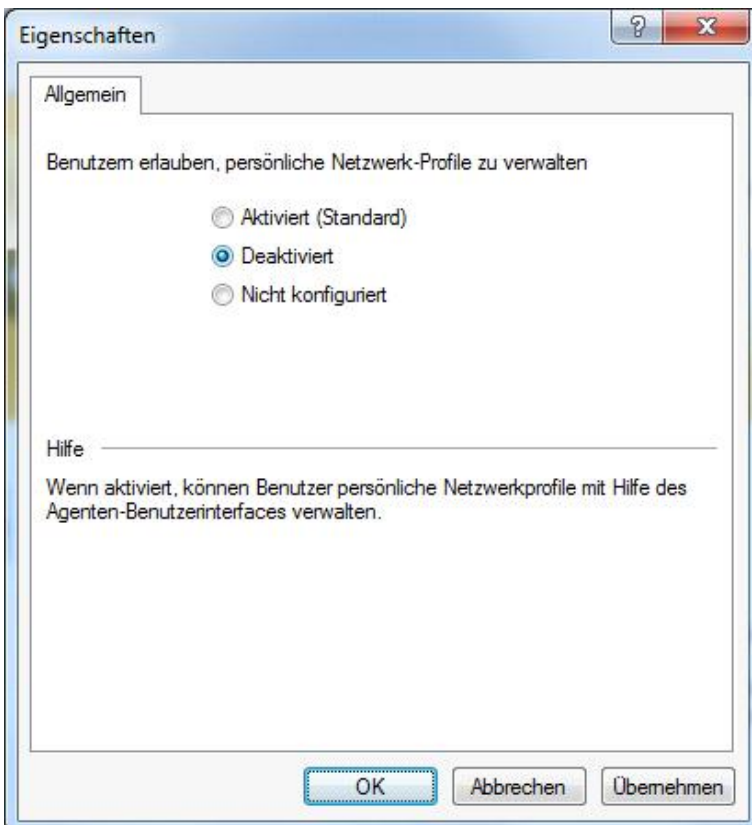 Eigenschaften
Allgemein
Benutzern erlauben, persönliche Netzwerk-Profile zu verwalten
Aktiviert (Standard)
Deaktiviert
Nicht konfiguriert
Hilfe
Wenn aktiviert, können Benutzer persönliche Netzwerkprofile mit Hilfe des
Agenten-Benutzerinterfaces verwalten.
OK
Abbrechen
Übernehmen